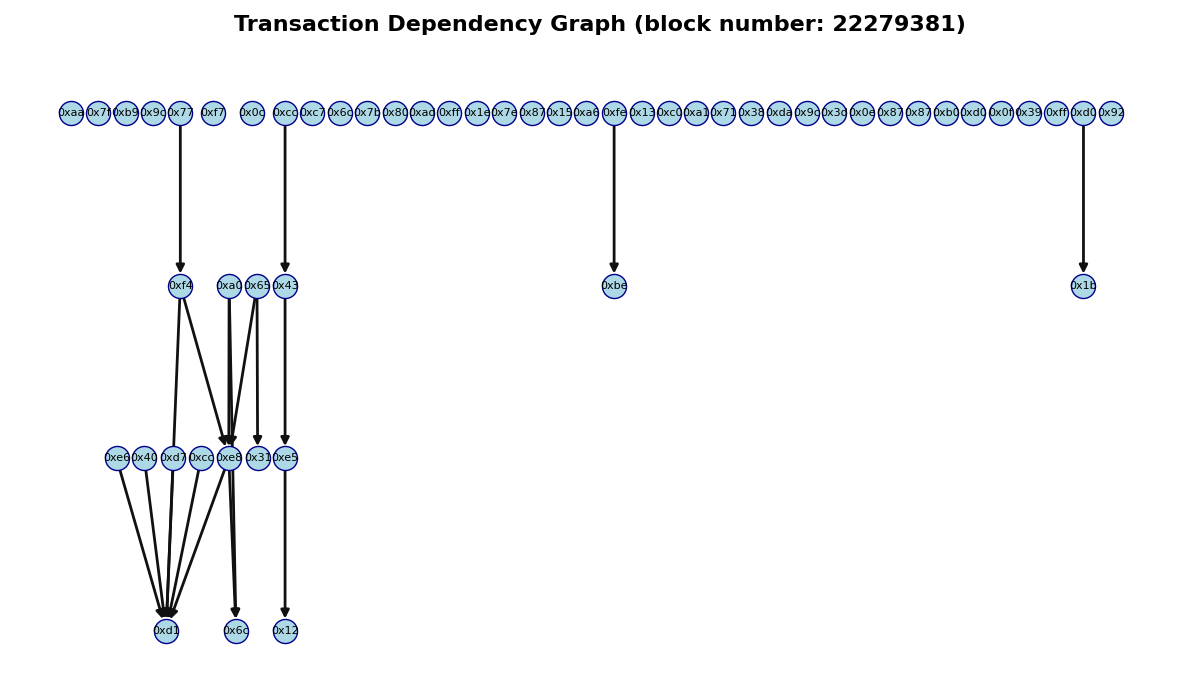 Transaction Dependency Graph (block number: 22279381)
0xaa 0x7f 0xb9 0x9c 0x77 0xf7 0x0c 0xcc 0xc7 0x6c 0x7b 0x80 0xad 0xff 0x1e 0x7e 0x87 0x15 0xa6 0xfe 0x13 0xc0 0xa1 0x71 0x38 0xda 0x9c 0x3d 0x0e 0x87 0x87 0xb0 0xd0 0x0f 0x39 0xff 0xd0 0x92
0xf4 0xa0 0x65 0x43 0xbe 0x1b
0xe6 0x40 0xd7 0xcc 0xe8 0x31 0xe5
0xd1 0x6c 0x12